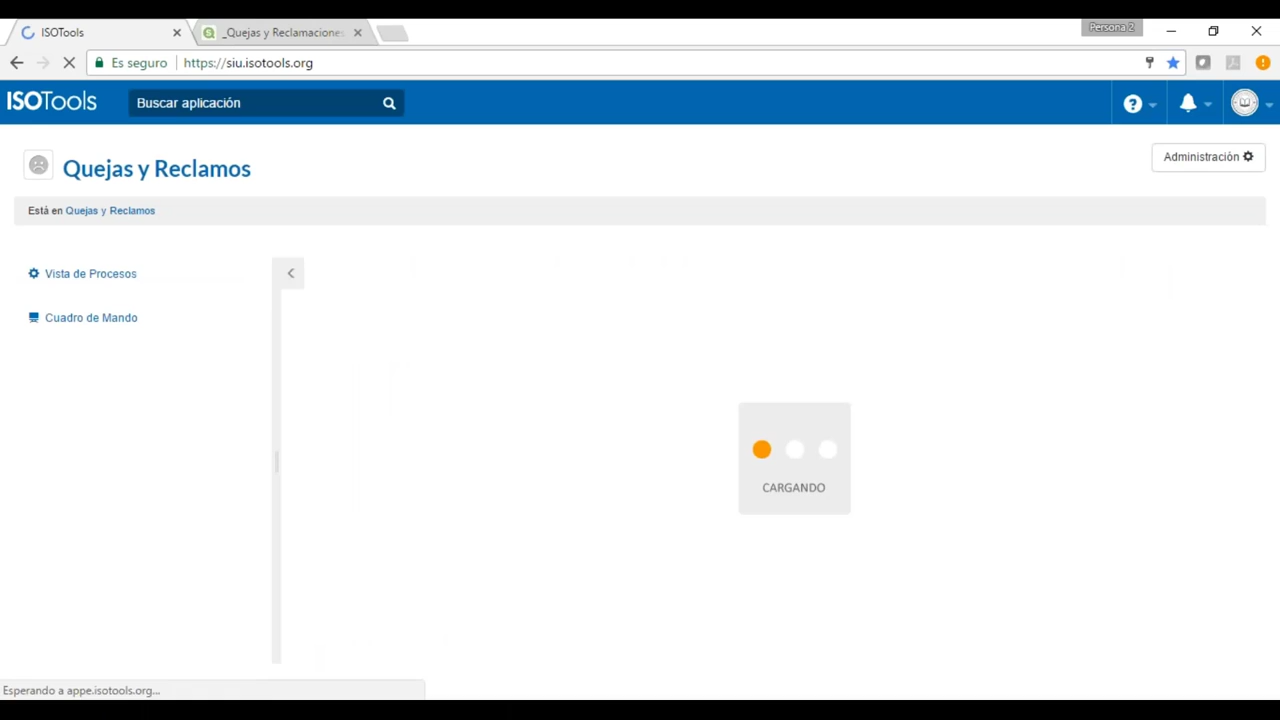 ISOTools
_Quejas y Reclamaciones
Persona 2
Es seguro
https://siu.isotools.org
ISOTools
Buscar aplicación
Quejas y Reclamos
Administración
Está en Quejas y Reclamos
Vista de Procesos
Cuadro de Mando
CARGANDO
Esperando a appe.isotools.org...